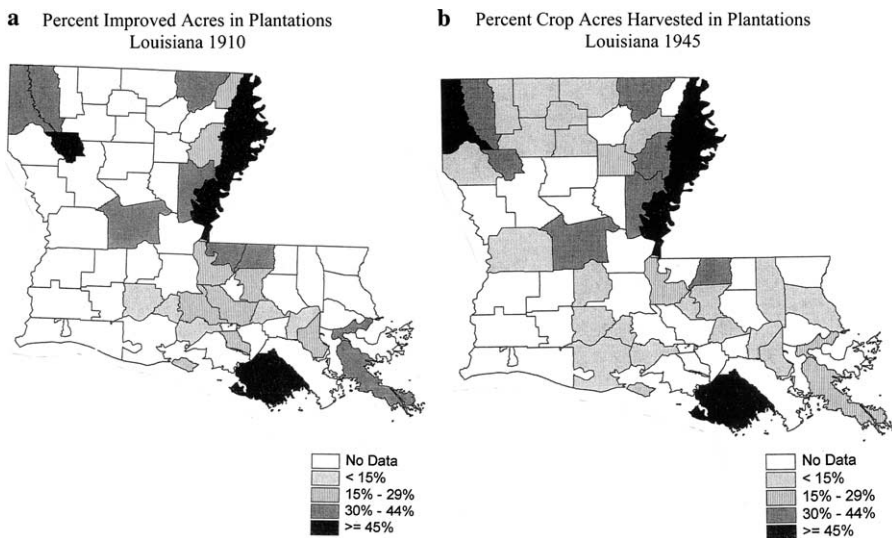 a
Percent Improved Acres in Plantations
Louisiana 1910
No Data
< 15%
15% - 29%
30% - 44%
>= 45%
b
Percent Crop Acres Harvested in Plantations
Louisiana 1945
No Data
< 15%
15% - 29%
30% - 44%
>= 45%